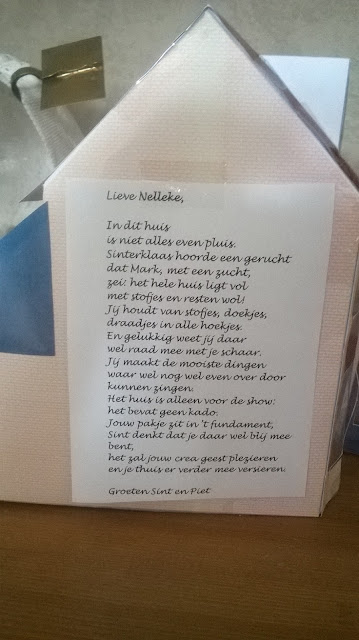 Lieve Nelleke,
In dit huis
is niet alles even pluis.
Sinterklaas hoorde een gerucht
dat Mark, met een zucht,
zei: het hele huis ligt vol
met stofjes en resten wol!
Jij houdt van stofjes, doekjes,
draadjes in alle hoekjes.
En gelukkig weet jij daar
wel raad mee met je schaar.
Jij maakt de mooiste dingen
waar wel nog wel even over door
kunnen zingen.
Het huis is alleen voor de show:
het bevat geen kado.
Jouw pakje zit in 't fundament,
Sint denkt dat je daar wel blij mee
bent,
het zal jouw crea geest plezieren
en je thuis er verder mee versieren.
Groeten Sint en Piet